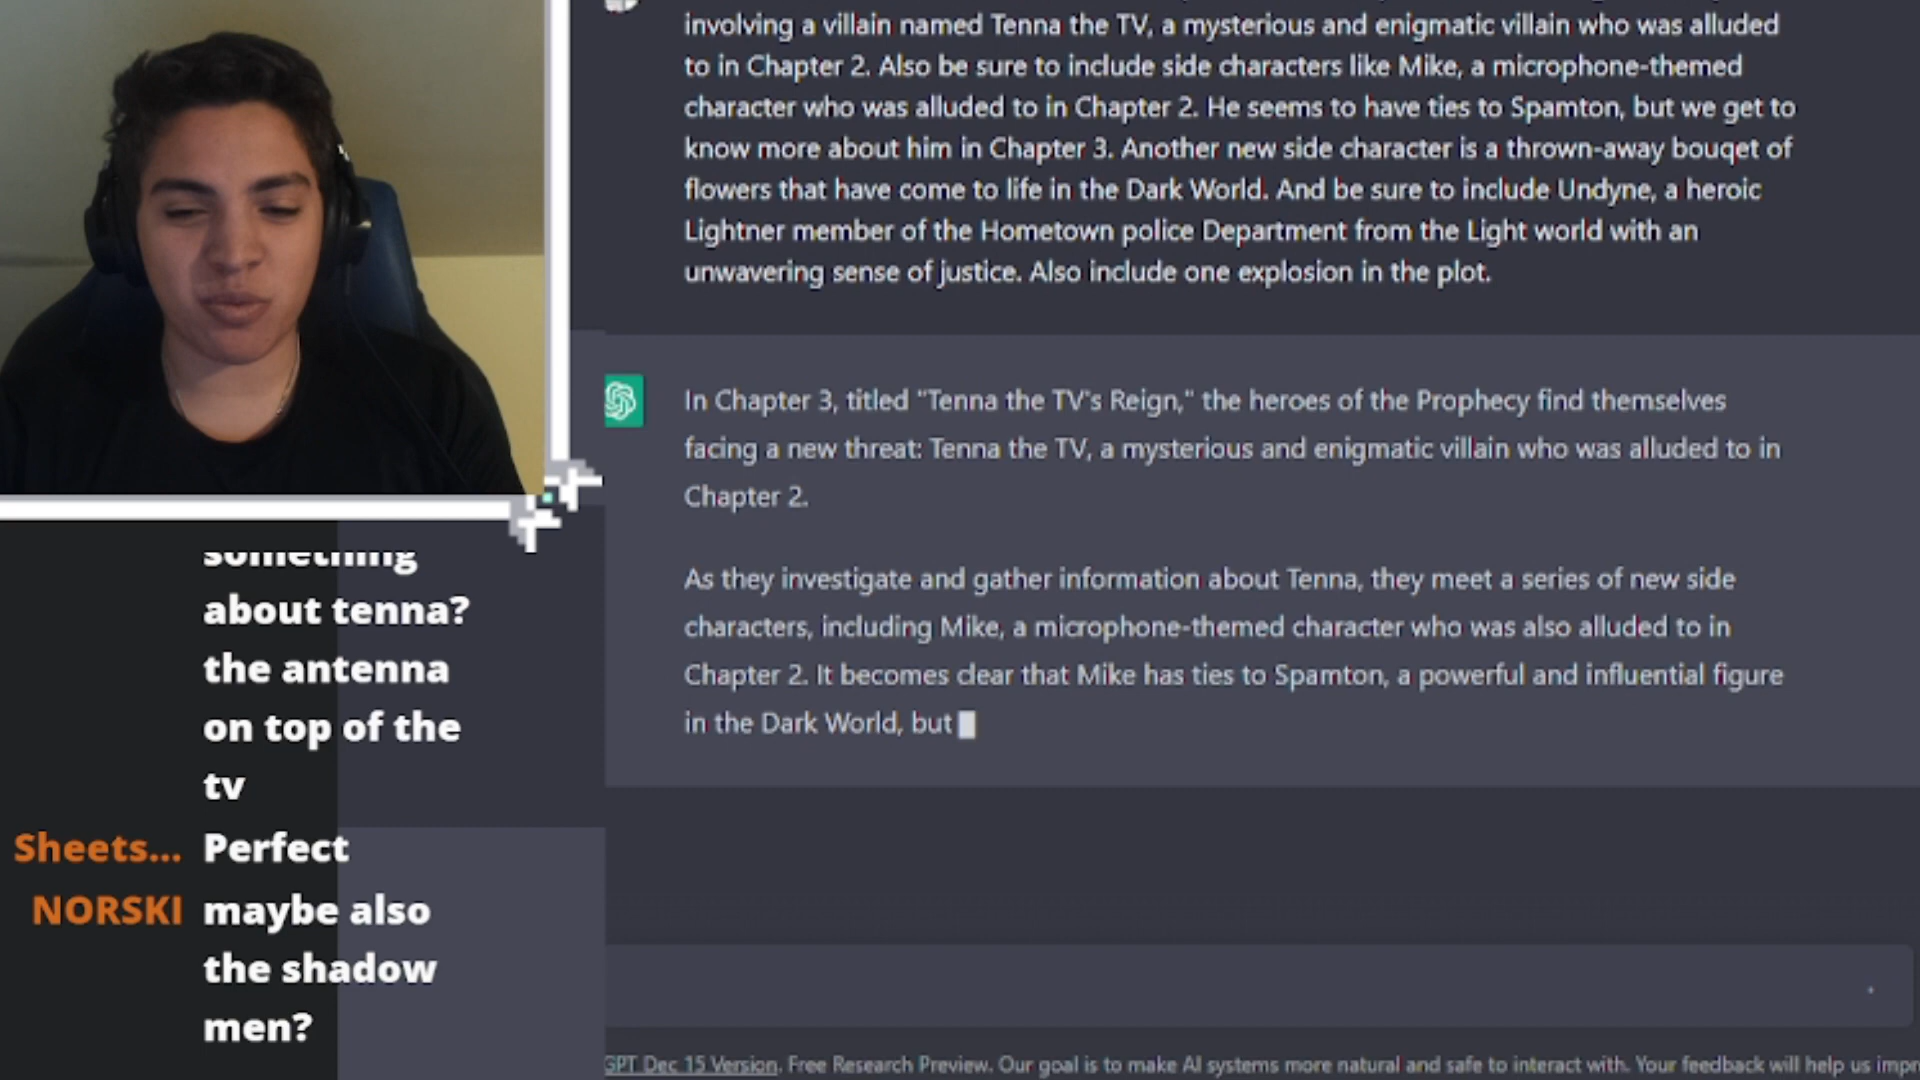 involving a villain named Tenna the TV, a mysterious and enigmatic villain who was alluded
to in Chapter 2. Also be sure to include side characters like Mike, a microphone-themed
character who was alluded to in Chapter 2. He seems to have ties to Spamton, but we get to
know more about him in Chapter 3. Another new side character is a thrown-away bouqet of
flowers that have come to life in the Dark World. And be sure to include Undyne, a heroic
Lightner member of the Hometown police Department from the Light world with an
unwavering sense of justice. Also include one explosion in the plot.
In Chapter 3, titled "Tenna the TV's Reign," the heroes of the Prophecy find themselves
facing a new threat: Tenna the TV, a mysterious and enigmatic villain who was alluded to in
Chapter 2.
As they investigate and gather information about Tenna, they meet a series of new side
characters, including Mike, a microphone-themed character who was also alluded to in
Chapter 2. It becomes clear that Mike has ties to Spamton, a powerful and influential figure
in the Dark World, but
something
about tenna?
the antenna
on top of the
tv
Sheets... Perfect
NORSKI maybe also
the shadow
men?
GPT Dec 15 Version. Free Research Preview. Our goal is to make AI systems more natural and safe to interact with. Your feedback will help us impr